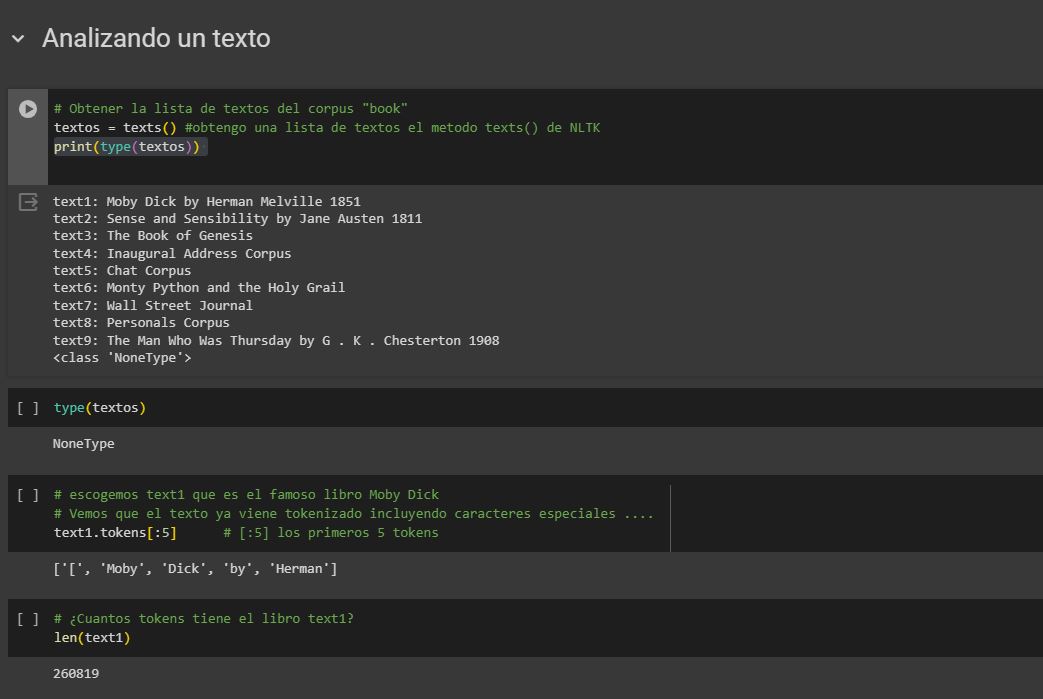 Analizando un texto
# Obtener la lista de textos del corpus "book"
textos = texts() #obtengo una lista de textos el metodo texts() de NLTK
print(type(textos))
text1: Moby Dick by Herman Melville 1851
text2: Sense and Sensibility by Jane Austen 1811
text3: The Book of Genesis
text4: Inaugural Address Corpus
text5: Chat Corpus
text6: Monty Python and the Holy Grail
text7: Wall Street Journal
text8: Personals Corpus
text9: The Man Who Was Thursday by G . K . Chesterton 1908
<class 'NoneType'>
[ ] type(textos)
NoneType
[ ] # escogemos text1 que es el famoso libro Moby Dick
# Vemos que el texto ya viene tokenizado incluyendo caracteres especiales ....
text1.tokens[:5] # [:5] los primeros 5 tokens
['[', 'Moby', 'Dick', 'by', 'Herman']
[ ] # ¿Cuantos tokens tiene el libro text1?
len(text1)
260819